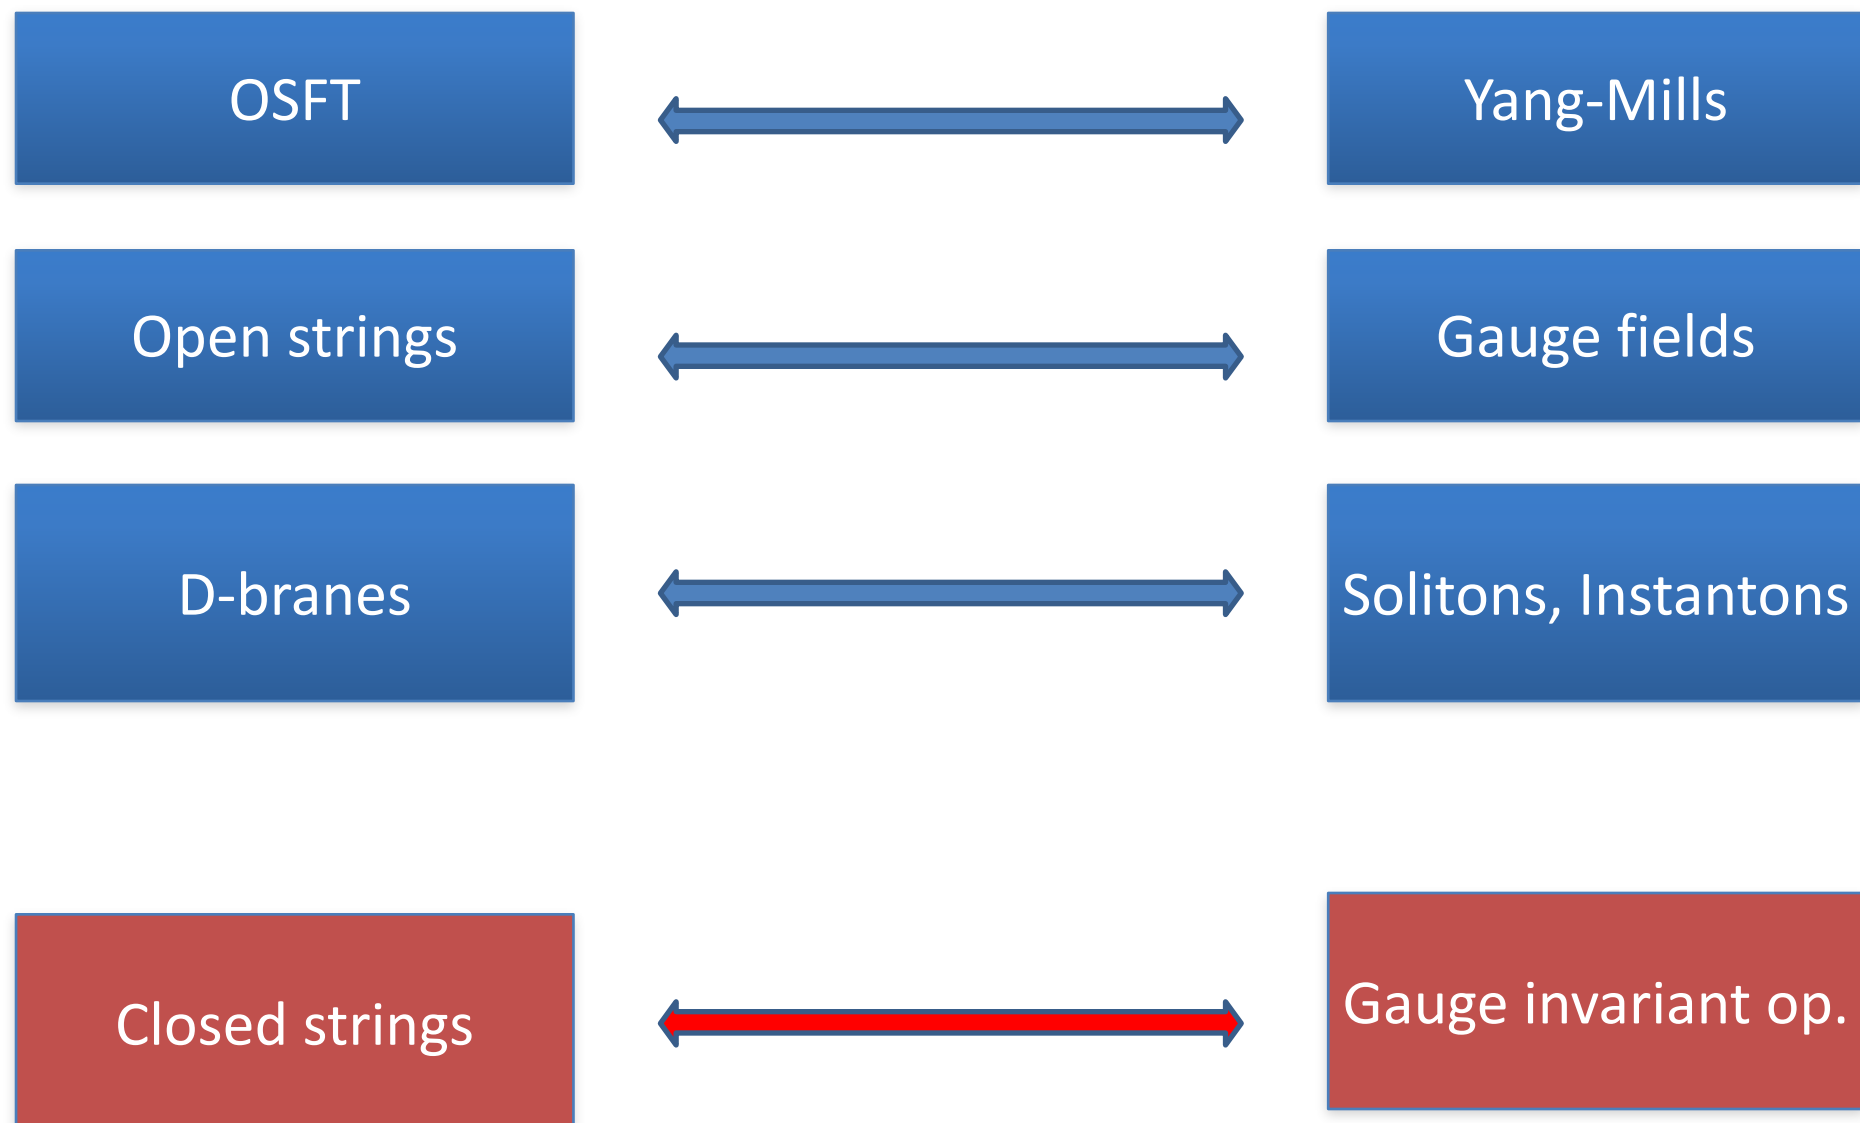 OSFT
Yang-Mills
Open strings
Gauge fields
D-branes
Solitons, Instantons
Closed strings
Gauge invariant op.